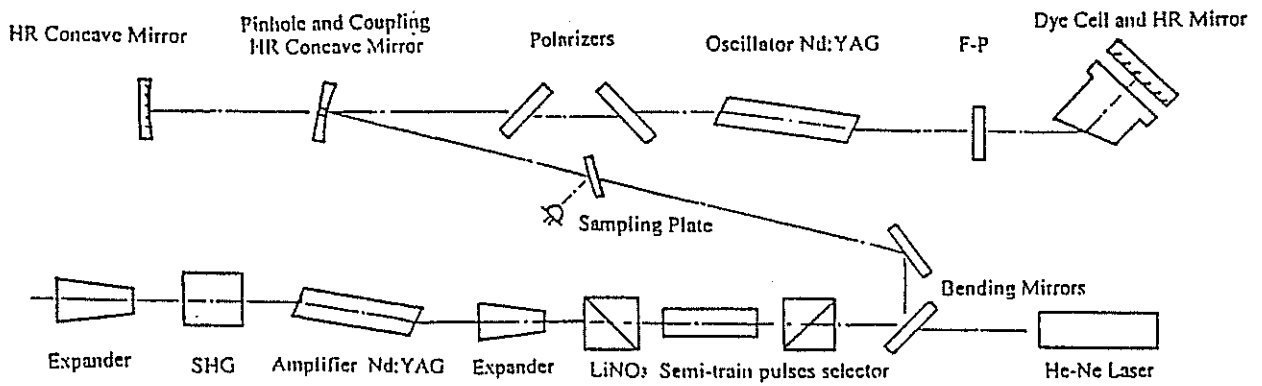 HR Concave Mirror
Pinhole and Coupling
HR Concave Mirror
Polarizers
Oscillator Nd:YAG
F-P
Dye Cell and HR Mirror
Sampling Plate
Bending Mirrors
Expander
SHG
Amplifier Nd:YAG
Expander
LiNO₃
Semi-train pulses selector
He-Ne Laser